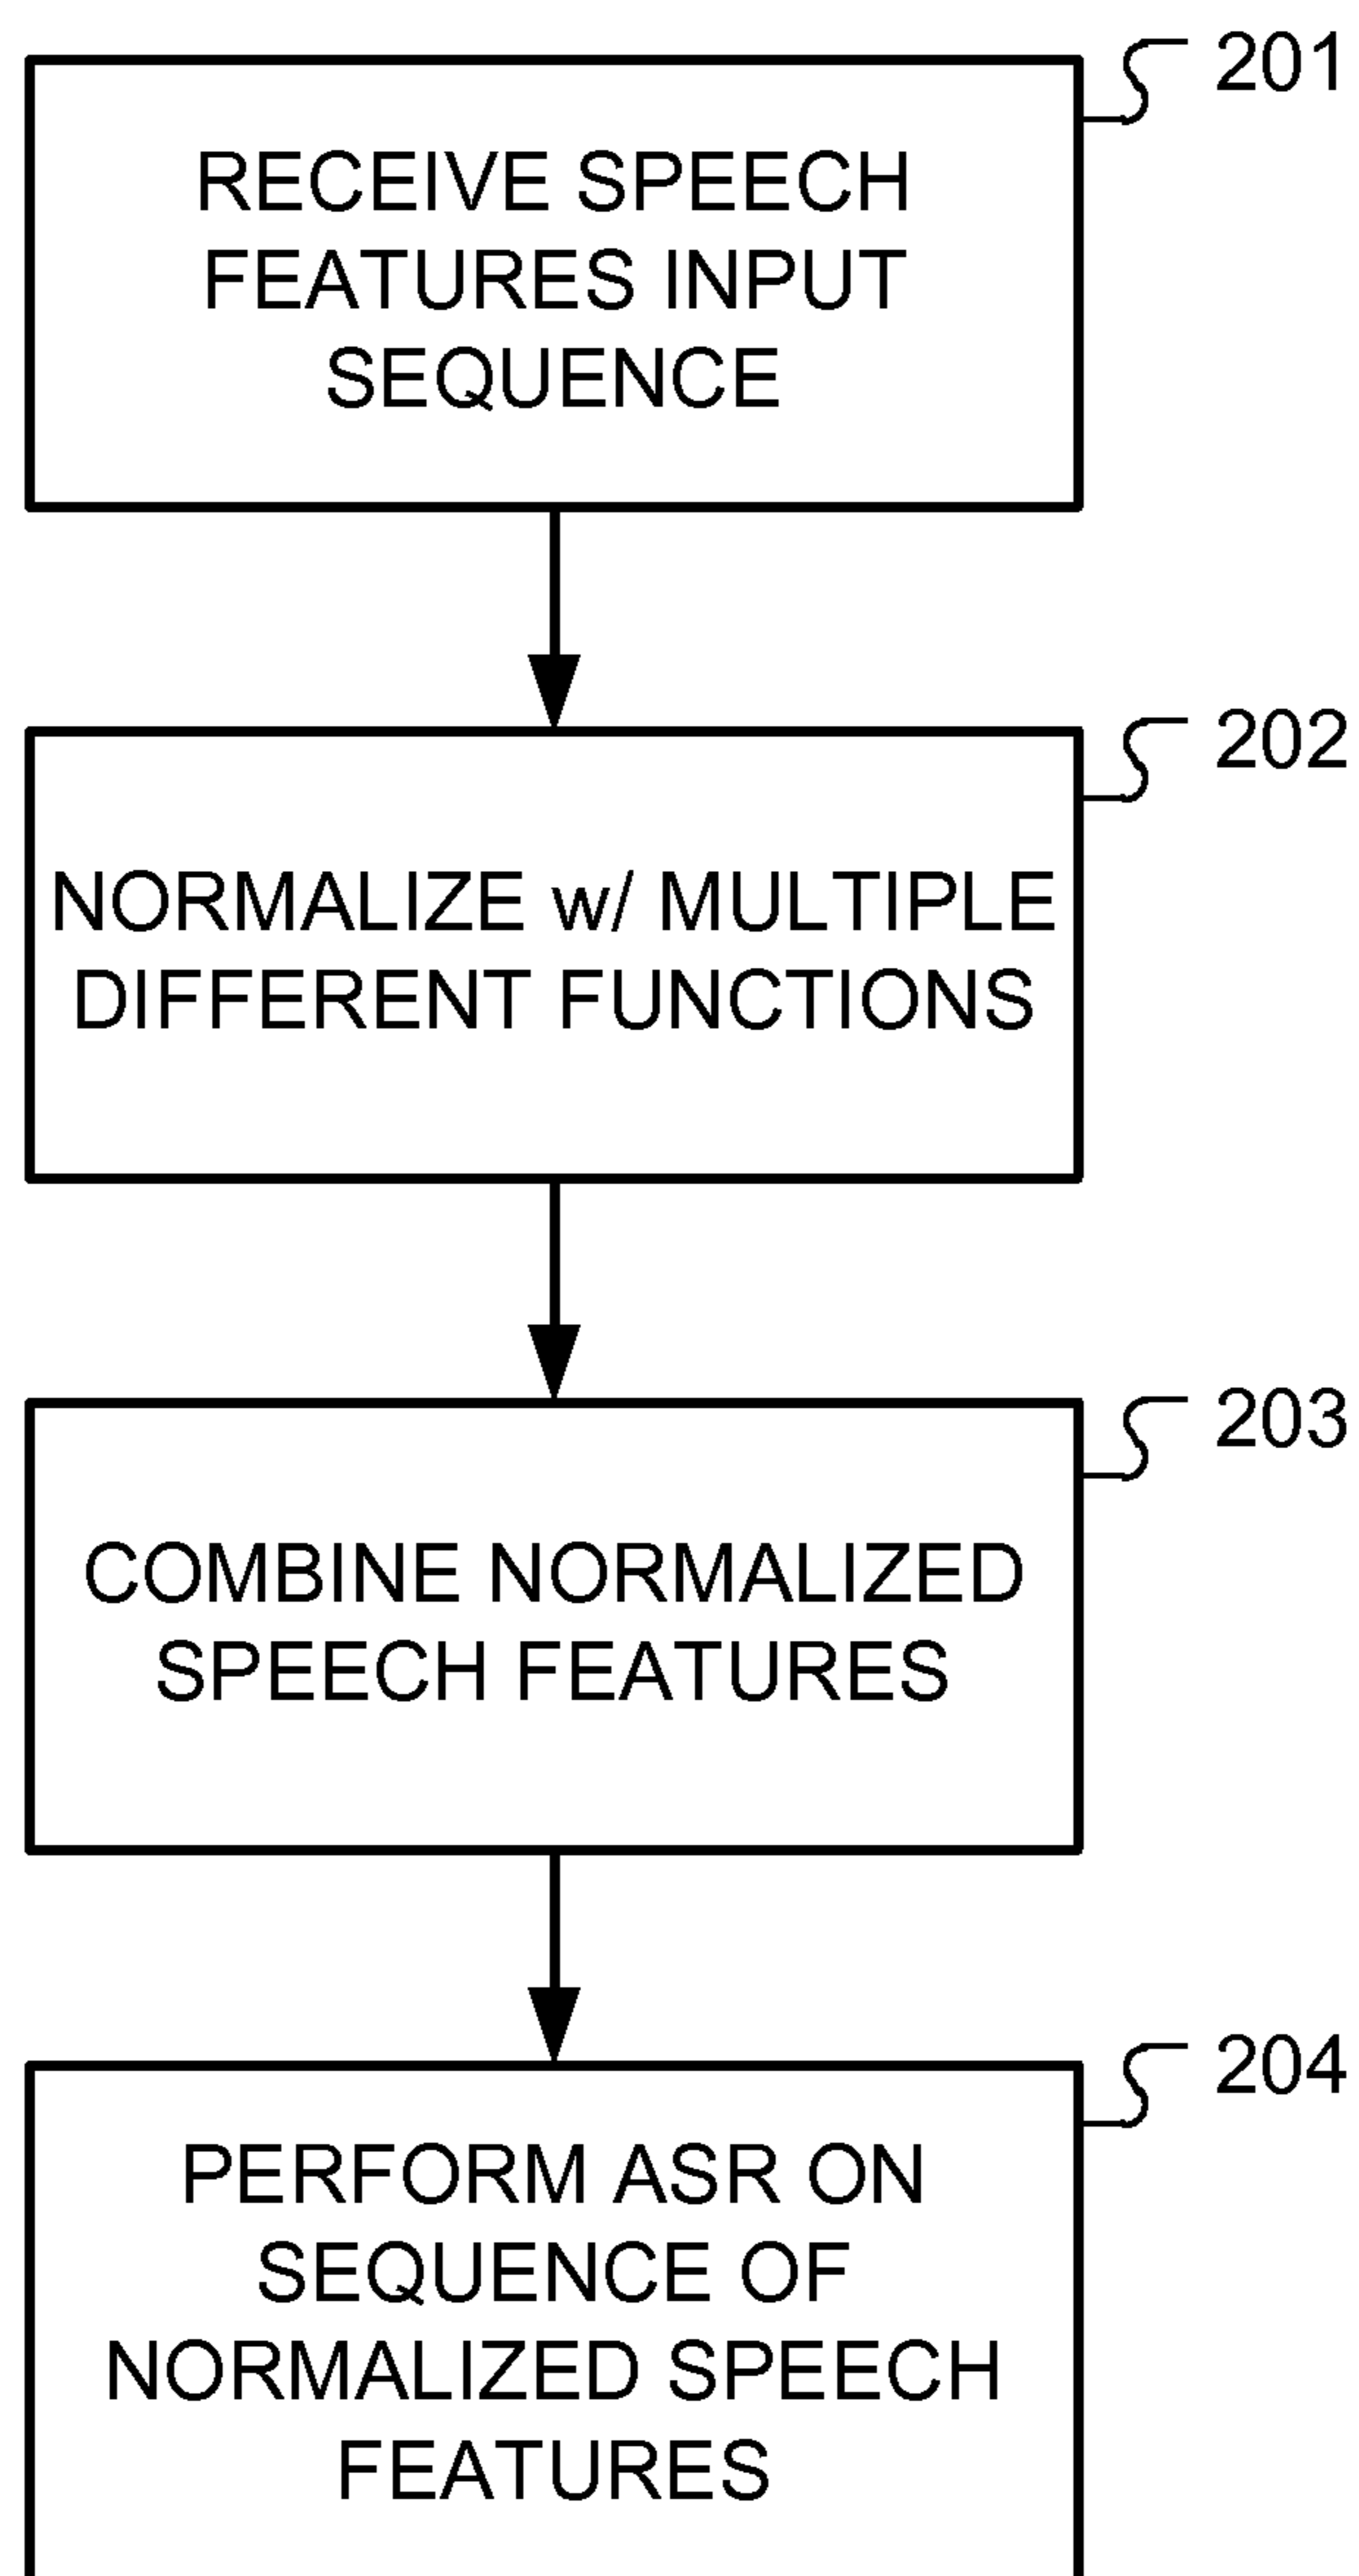 201
RECEIVE SPEECH
FEATURES INPUT
SEQUENCE
202
NORMALIZE w/ MULTIPLE
DIFFERENT FUNCTIONS
203
COMBINE NORMALIZED
SPEECH FEATURES
204
PERFORM ASR ON
SEQUENCE OF
NORMALIZED SPEECH
FEATURES